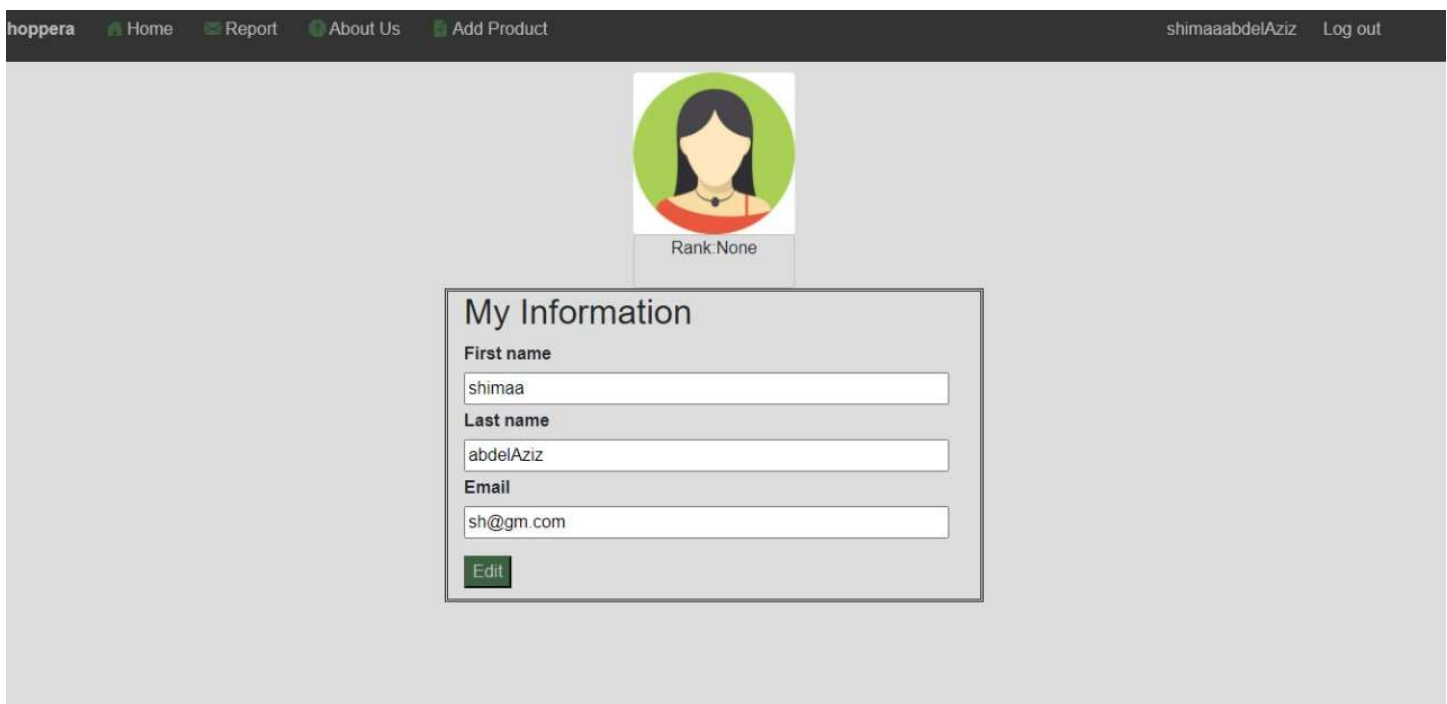 hoppera Home Report About Us Add Product shimaaabdelAziz Log out
Rank:None
My Information
First name
shimaa
Last name
abdelAziz
Email
sh@gm.com
Edit